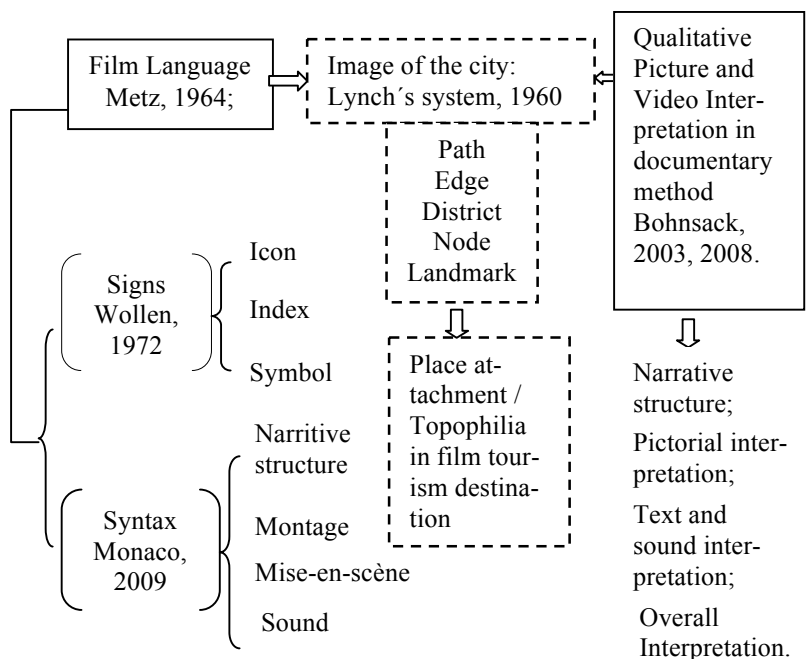 Film Language
Metz, 1964;
Image of the city:
Lynch´s system, 1960
Qualitative
Picture and
Video Inter-
pretation in
documentary
method
Bohnsack,
2003, 2008.
Path
Edge
District
Node
Landmark
Signs
Wollen,
1972
Icon
Index
Symbol
Place at-
tachment /
Topophilia
in film tour-
ism destina-
tion
Syntax
Monaco,
2009
Narritive
structure
Montage
Mise-en-scène
Sound
Narrative
structure;
Pictorial inter-
pretation;
Text and
sound inter-
pretation;
Overall
Interpretation.